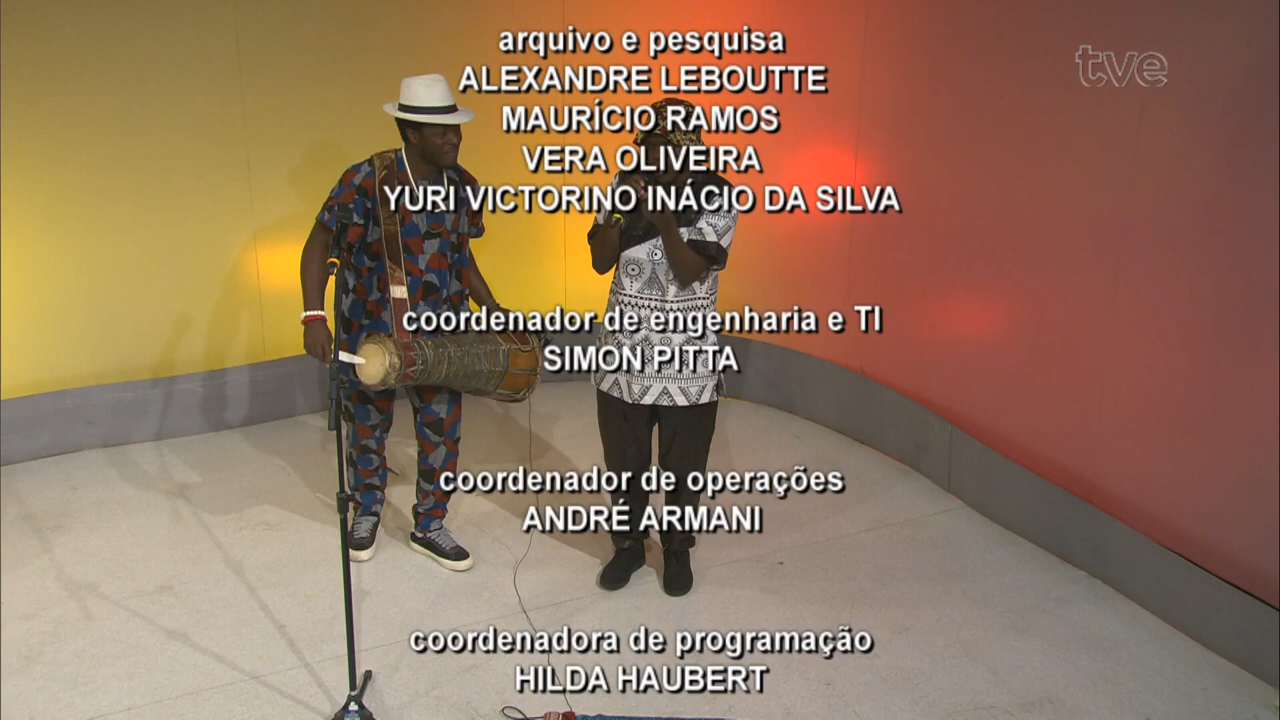 arquivo e pesquisa
ALEXANDRE LEBOUTTE
MAURÍCIO RAMOS
VERA OLIVEIRA
YURI VICTORINO INÁCIO DA SILVA
coordenador de engenharia e TI
SIMON PITTA
coordenador de operações
ANDRÉ ARMANI
coordenadora de programação
HILDA HAUBERT
tve